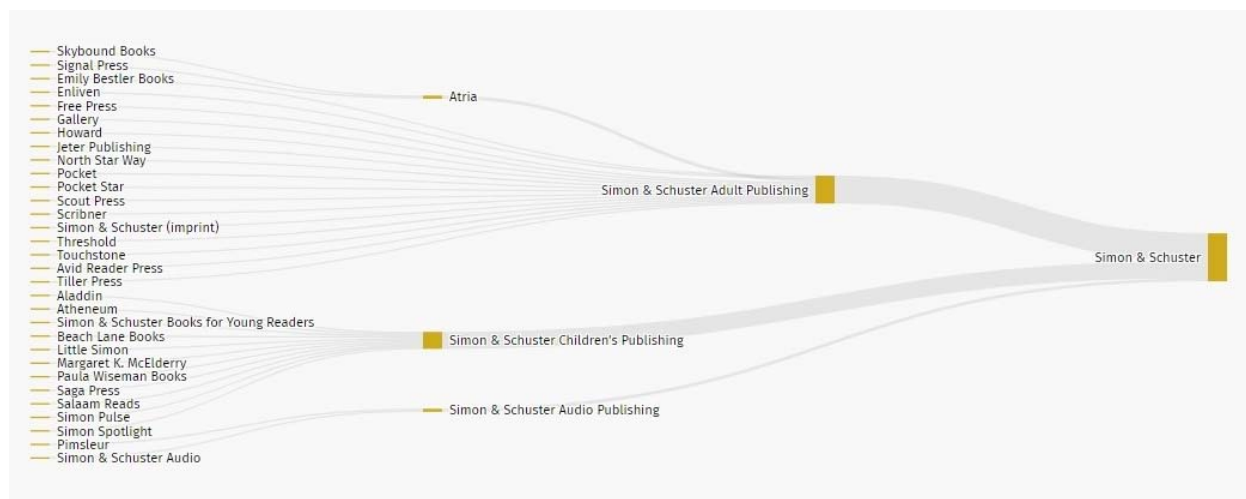 Skybound Books
Signal Press
Emily Bestler Books
Enliven
Free Press
Gallery
Howard
Jeter Publishing
North Star Way
Pocket
Pocket Star
Scout Press
Scribner
Simon & Schuster (imprint)
Threshold
Touchstone
Avid Reader Press
Tiller Press
Aladdin
Atheneum
Simon & Schuster Books for Young Readers
Beach Lane Books
Little Simon
Margaret K. McElderry
Paula Wiseman Books
Saga Press
Salaam Reads
Simon Pulse
Simon Spotlight
Pimsleur
Simon & Schuster Audio
Atria
Simon & Schuster Children's Publishing
Simon & Schuster Audio Publishing
Simon & Schuster Adult Publishing
Simon & Schuster